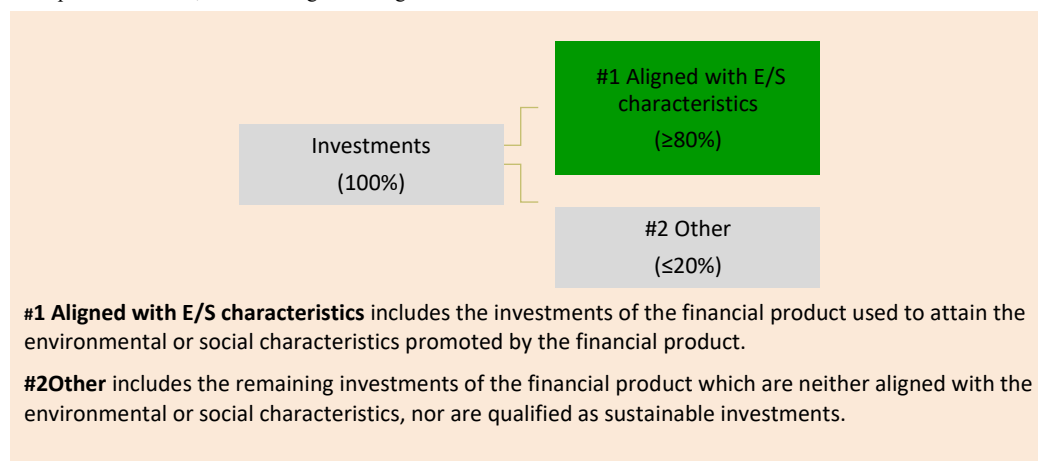 #1 Aligned with E/S
characteristics
(≥80%)
Investments
(100%)
#2 Other
(≤20%)
#1 Aligned with E/S characteristics includes the investments of the financial product used to attain the
environmental or social characteristics promoted by the financial product.
#2Other includes the remaining investments of the financial product which are neither aligned with the
environmental or social characteristics, nor are qualified as sustainable investments.